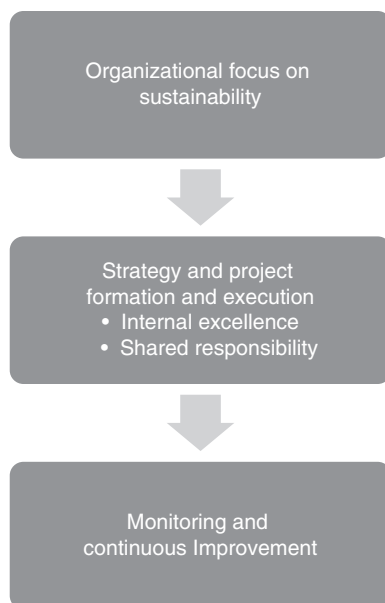 Organizational focus on
sustainability
Strategy and project
formation and execution
• Internal excellence
• Shared responsibility
Monitoring and
continuous Improvement